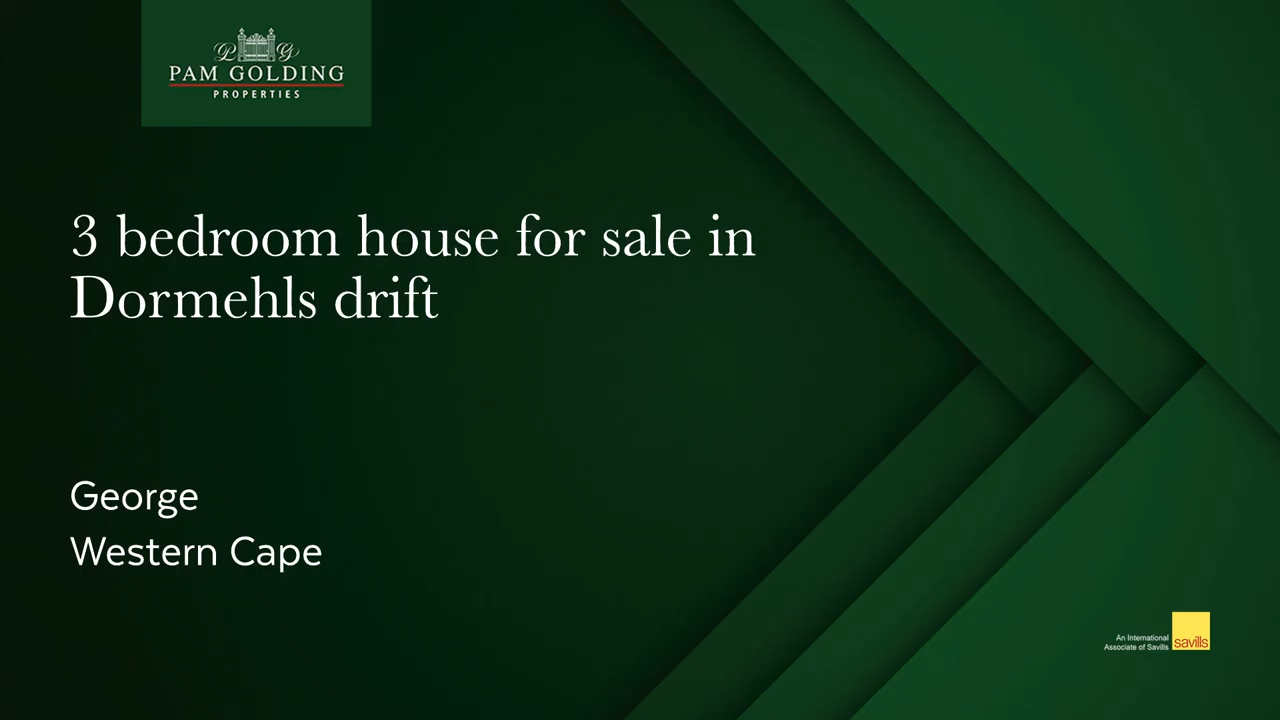 P G
PAM GOLDING
PROPERTIES
3 bedroom house for sale in
Dormehls drift
George
Western Cape
An International
Associate of Savills
savills